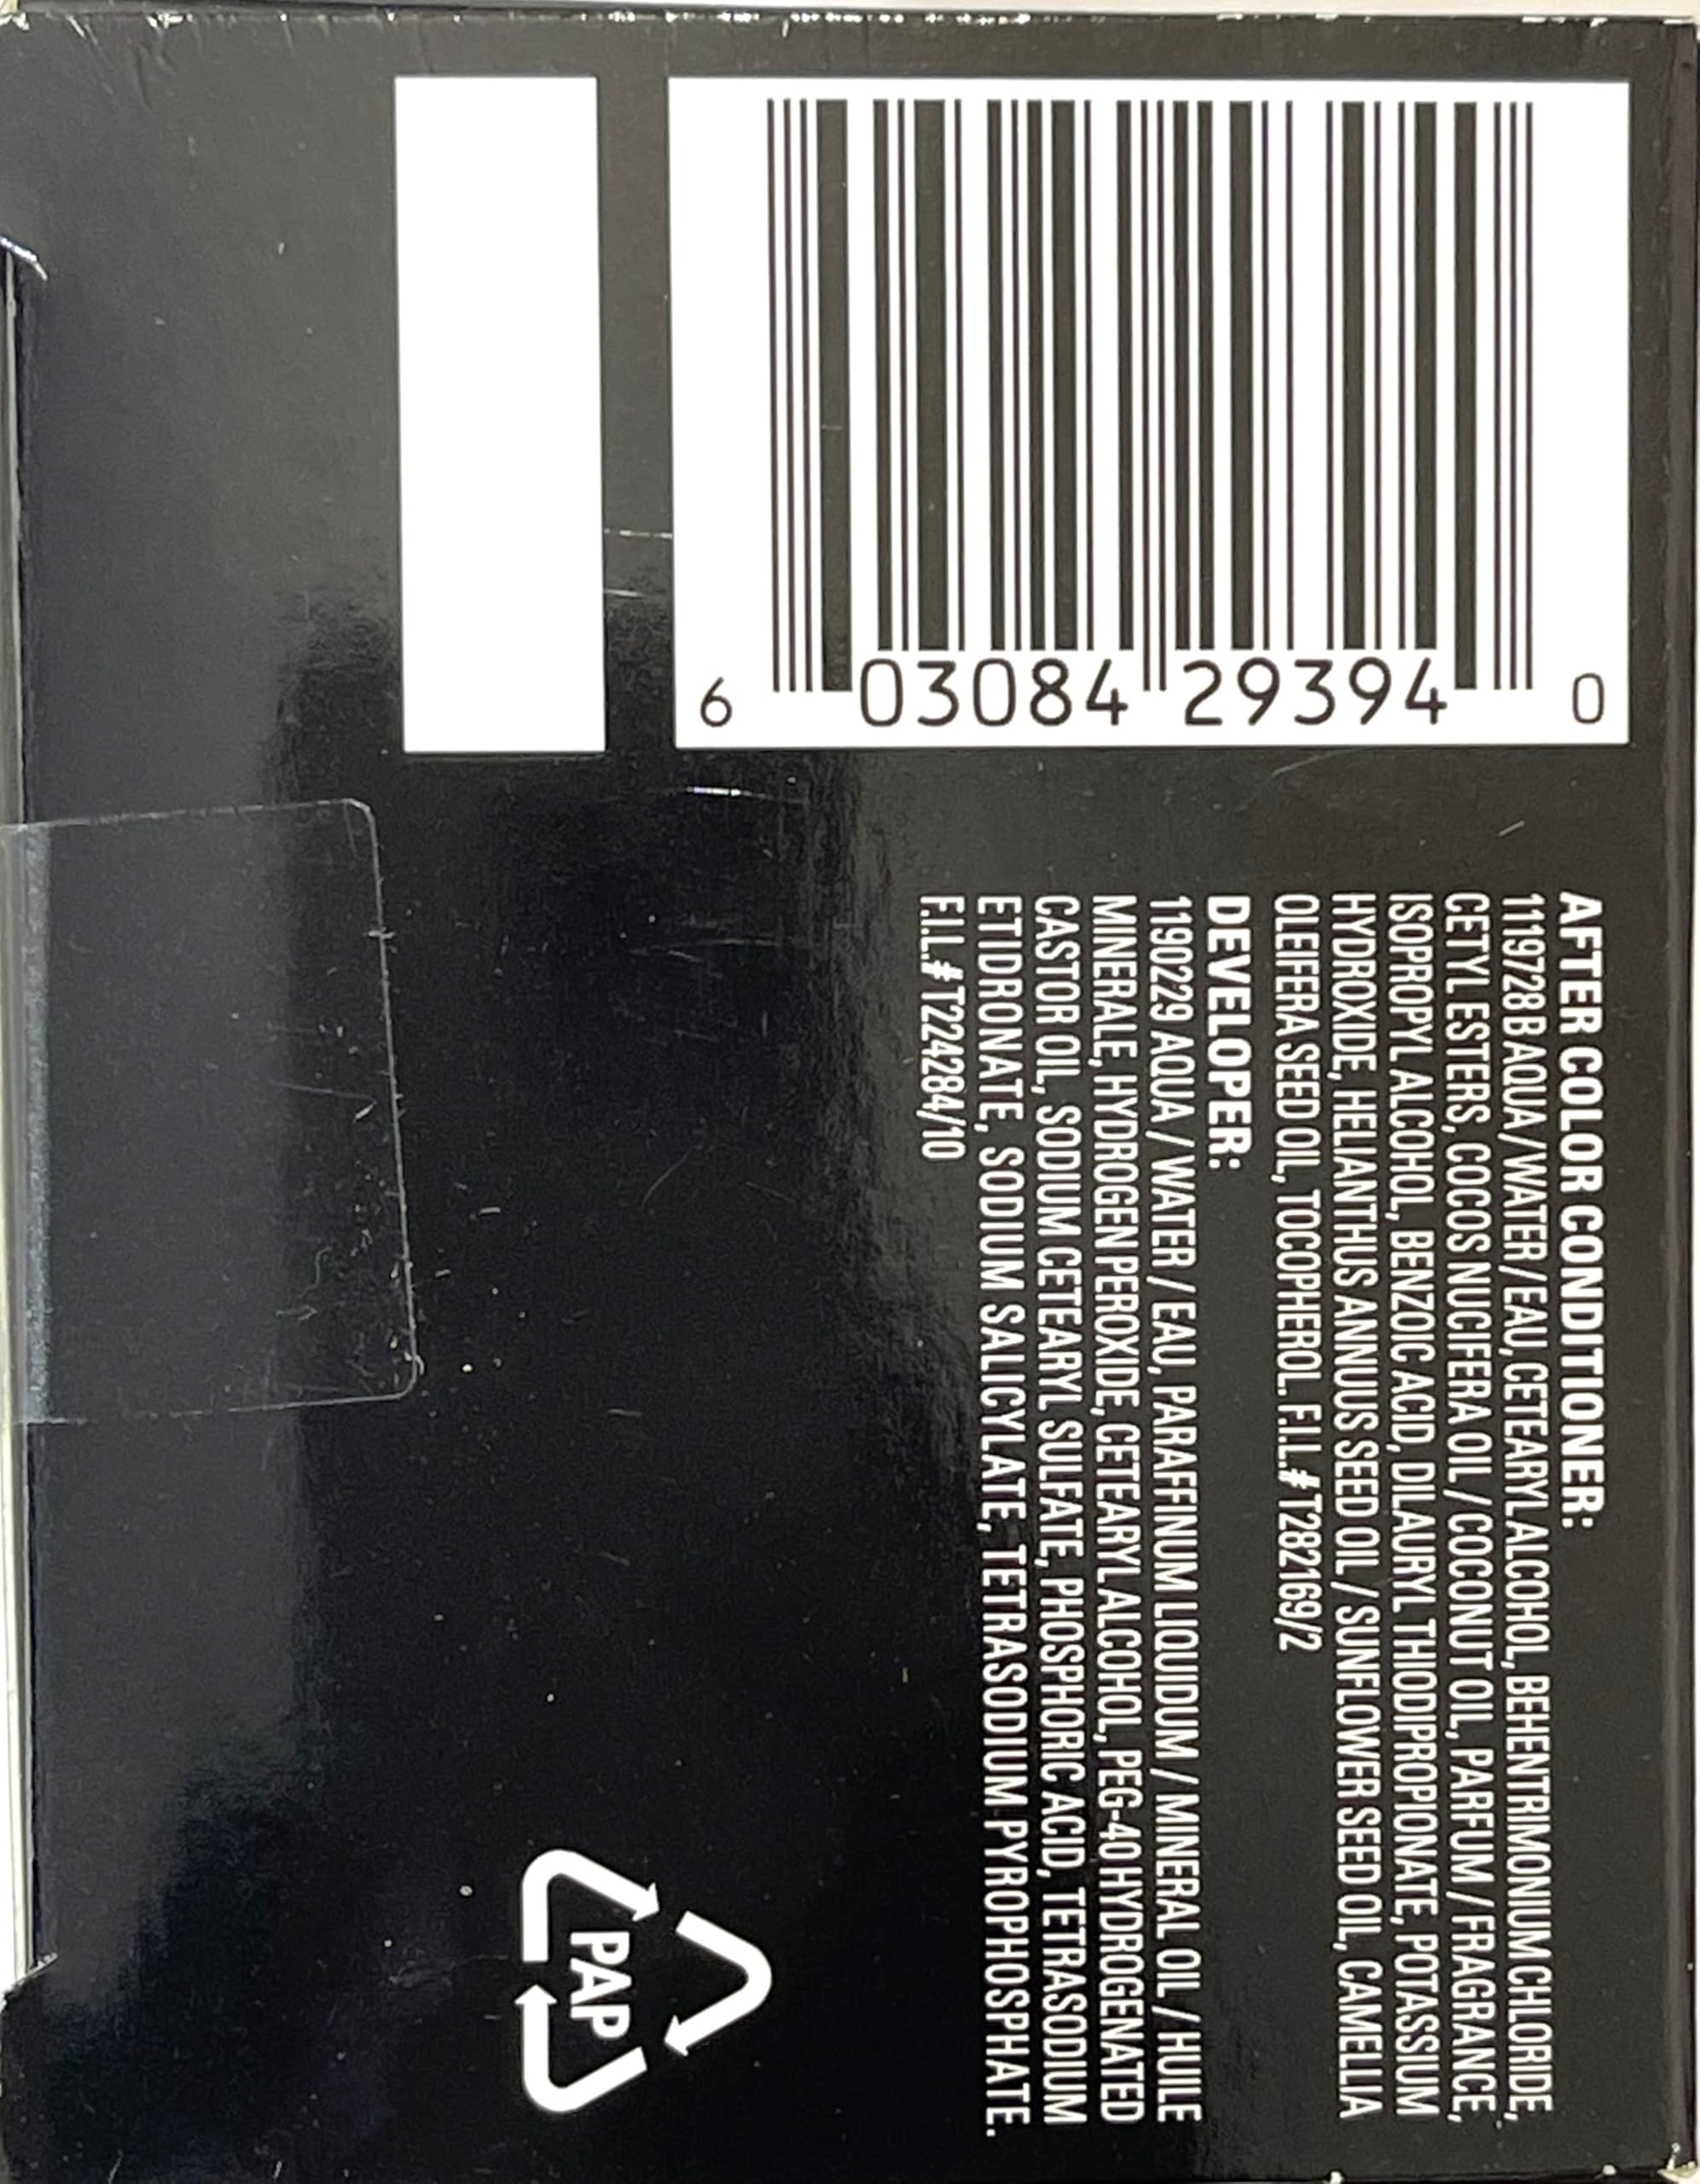 6 03084 29394 0
AFTER COLOR CONDITIONER:
1197728 B AQUA / WATER / EAU, CETEARYL ALCOHOL, BEHENTRIMONIUM CHLORIDE,
CETYL ESTERS, COCOS NUCIFERA OIL / COCONUT OIL, PARFUM / FRAGRANCE,
ISOPROPYL ALCOHOL, BENZOIC ACID, DILAURYL THIODIPROPIONATE, POTASSIUM
HYDROXIDE, HELIANTHUS ANNUUS SEED OIL / SUNFLOWER SEED OIL, CAMELLIA
OLEIFERA SEED OIL, TOCOPHEROL. F.I.L.# T282169/2
DEVELOPER:
1190229 AQUA / WATER / EAU, PARAFFINUM LIQUIDUM / MINERAL OIL / HUILE
MINERALE, HYDROGEN PEROXIDE, CETEARYL ALCOHOL, PEG-40 HYDROGENATED
CASTOR OIL, SODIUM CETEARYL SULFATE, PHOSPHORIC ACID, TETRASODIUM
ETIDRONATE, SODIUM SALICYLATE, TETRASODIUM PYROPHOSPHATE.
F.I.L.# T224284/10
PAP